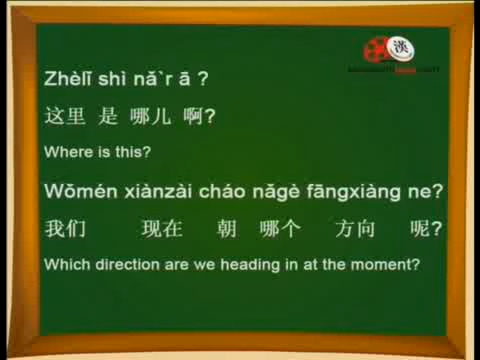 汉
Zhèlǐ shì nǎ`r ā ?
这里 是 哪儿 啊?
Where is this?
Wǒmén xiànzài cháo nǎgè fāngxiàng ne?
我们 现在 朝 哪个 方向 呢?
Which direction are we heading in at the moment?